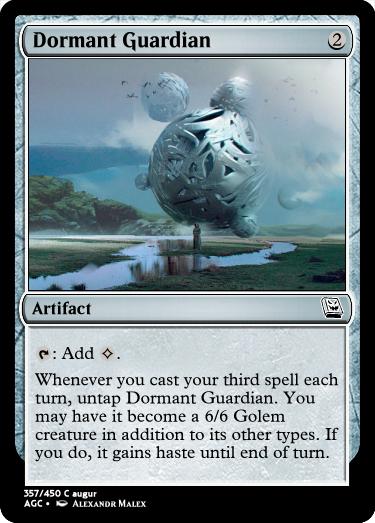 Dormant Guardian 2
Artifact
: Add .
Whenever you cast your third spell each
turn, untap Dormant Guardian. You
may have it become a 6/6 Golem
creature in addition to its other types. If
you do, it gains haste until end of turn.
357/450 C augur
AGC • Alexandr Malex